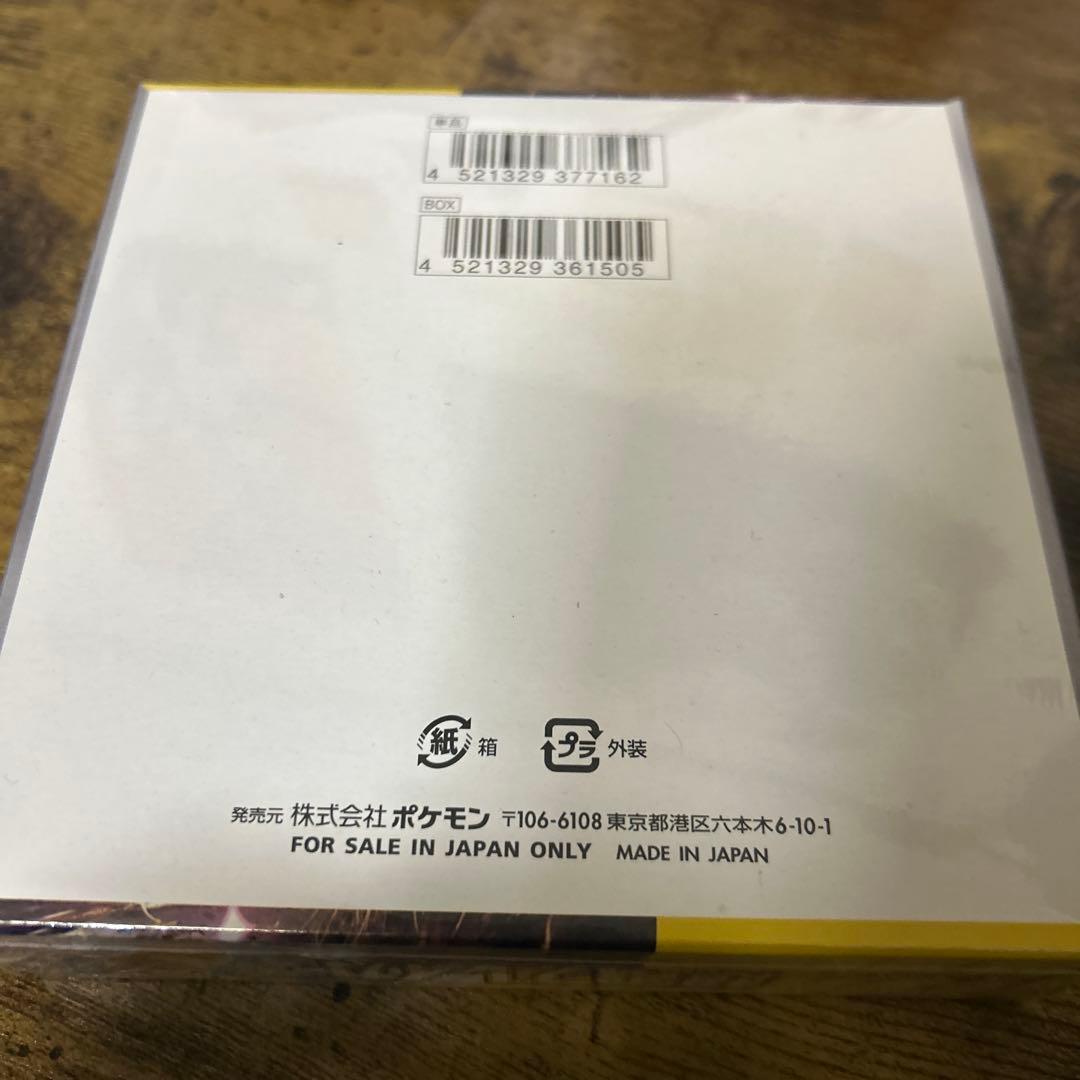 単品
4 521329 377162
BOX
4 521329 361505
紙 箱 プラ 外装
発売元 株式会社 ポケモン 〒106-6108 東京都港区六本木6-10-1
FOR SALE IN JAPAN ONLY MADE IN JAPAN